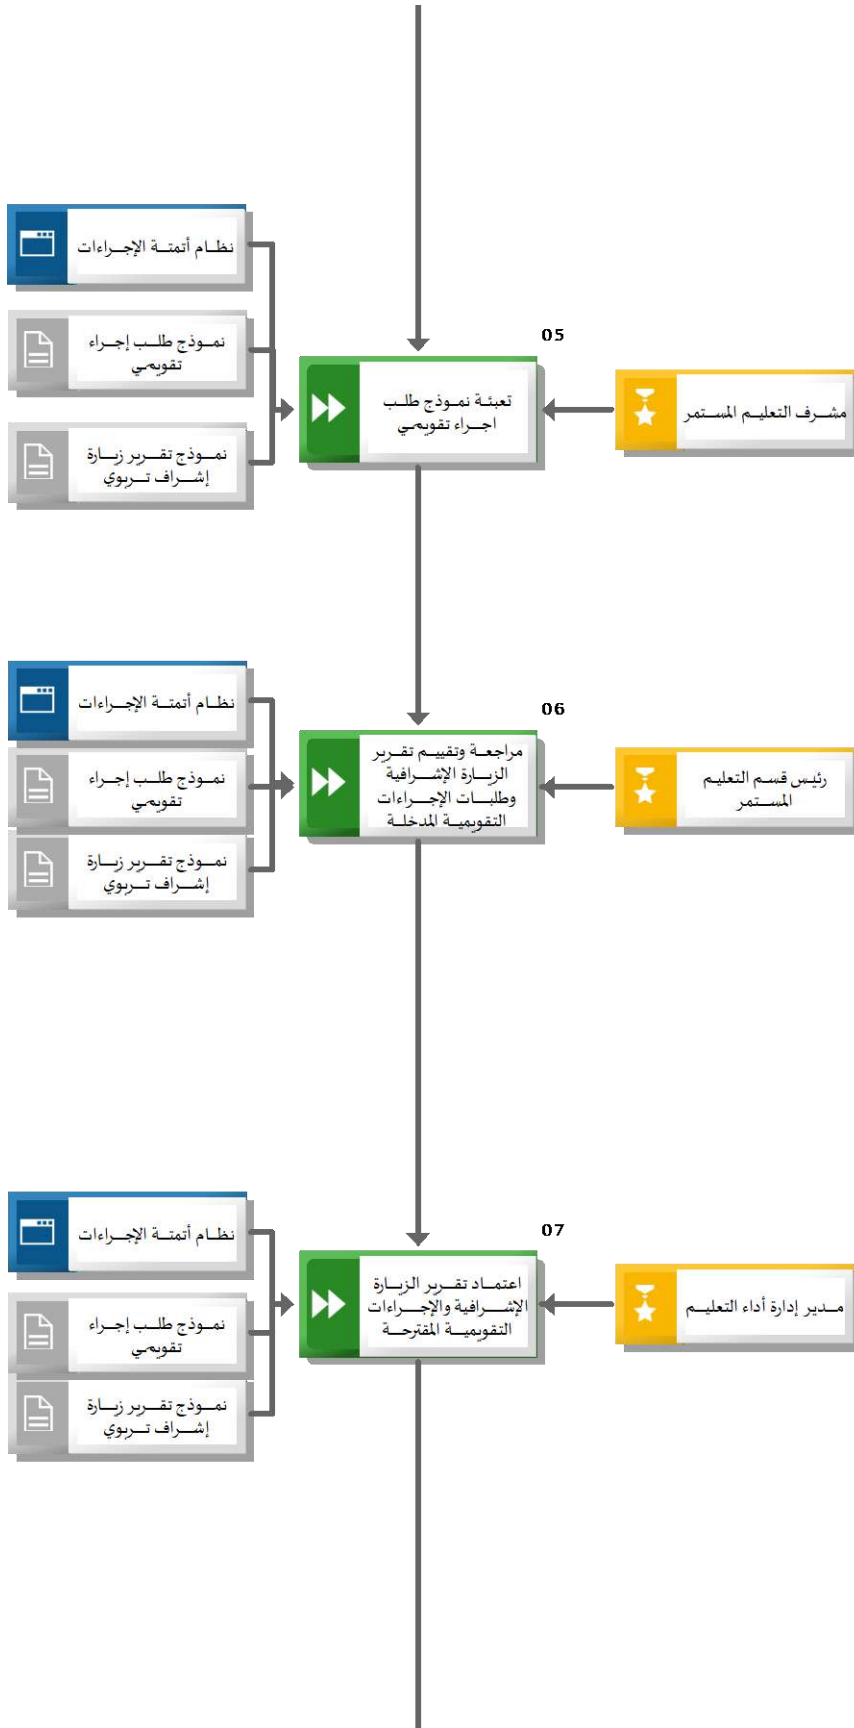 05
مشرف التعليم المستمر
تعبئة نموذج طلب
اجراء تقويمي
نظام أتمتة الإجراءات
نموذج طلب إجراء
تقويمي
نموذج تقرير زيارة
إشراف تربوي
06
رئيس قسم التعليم
المستمر
مراجعة وتقييم تقرير
الزيارة الإشرافية
وطلبات الإجراءات
التقويمية المدخلة
نظام أتمتة الإجراءات
نموذج طلب إجراء
تقويمي
نموذج تقرير زيارة
إشراف تربوي
07
مدير إدارة أداء التعليم
اعتماد تقرير الزيارة
الإشرافية والإجراءات
التقويمية المقترحة
نظام أتمتة الإجراءات
نموذج طلب إجراء
تقويمي
نموذج تقرير زيارة
إشراف تربوي